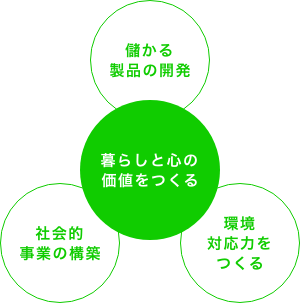 儲かる
製品の開発
暮らしと心の
価値をつくる
社会的
事業の構築
環境
対応力を
つくる